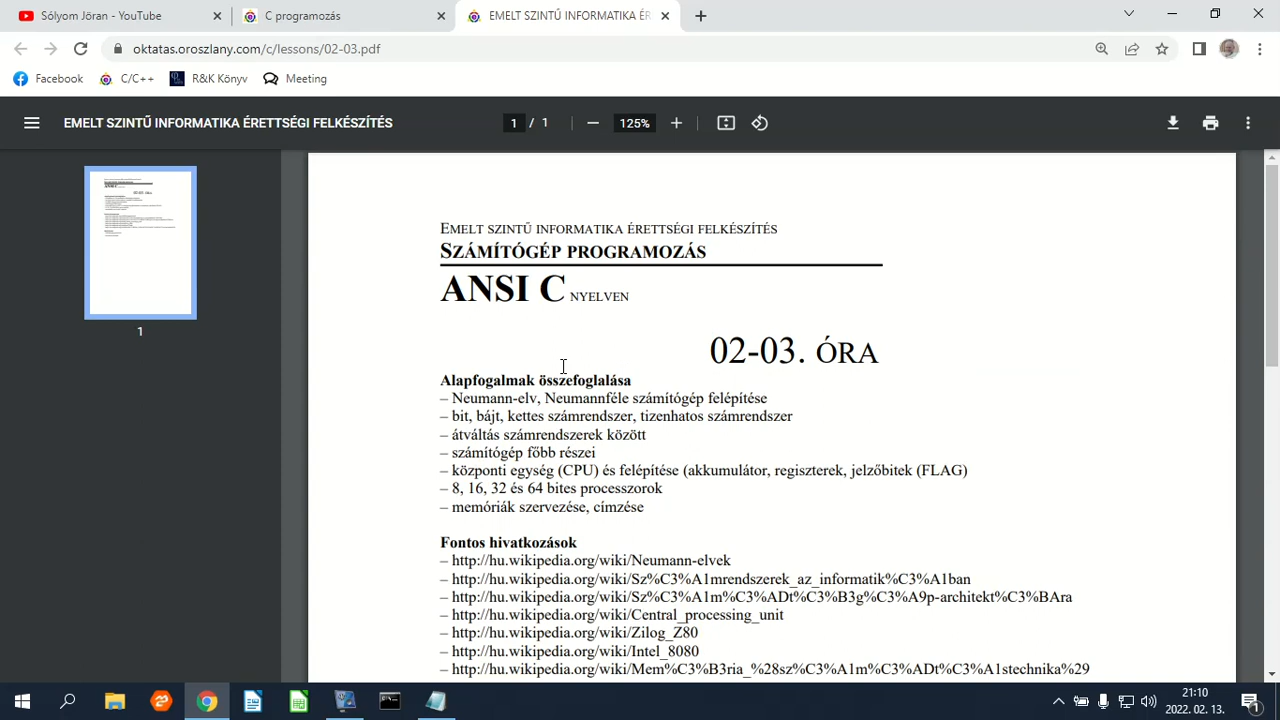 Sólyom Jöran - YouTube
C programozás
EMELT SZINTŰ INFORMATIKA ÉR
oktatas.oroszlany.com/c/lessons/02-03.pdf
Facebook
C/C++
R&K Könyv
Meeting
EMELT SZINTŰ INFORMATIKA ÉRETTSÉGI FELKÉSZÍTÉS
1 / 1
125%
1
EMELT SZINTŰ INFORMATIKA ÉRETTSÉGI FELKÉSZÍTÉS
SZÁMÍTÓGÉP PROGRAMOZÁS
ANSI C NYELVEN
02-03. ÓRA
Alapfogalmak összefoglalása
– Neumann-elv, Neumannféle számítógép felépítése
– bit, bájt, kettes számrendszer, tizenhatos számrendszer
– átváltás számrendszerek között
– számítógép főbb részei
– központi egység (CPU) és felépítése (akkumulátor, regiszterek, jelzőbitek (FLAG)
– 8, 16, 32 és 64 bites processzorok
– memóriák szervezése, címzése
Fontos hivatkozások
– http://hu.wikipedia.org/wiki/Neumann-elvek
– http://hu.wikipedia.org/wiki/Sz%C3%A1mrendszerek_az_informatik%C3%A1ban
– http://hu.wikipedia.org/wiki/Sz%C3%A1m%C3%ADt%C3%B3g%C3%A9p-architekt%C3%BAra
– http://hu.wikipedia.org/wiki/Central_processing_unit
– http://hu.wikipedia.org/wiki/Zilog_Z80
– http://hu.wikipedia.org/wiki/Intel_8080
– http://hu.wikipedia.org/wiki/Mem%C3%B3ria_%28sz%C3%A1m%C3%ADt%C3%A1stechnika%29
21:10
2022. 02. 13.
1